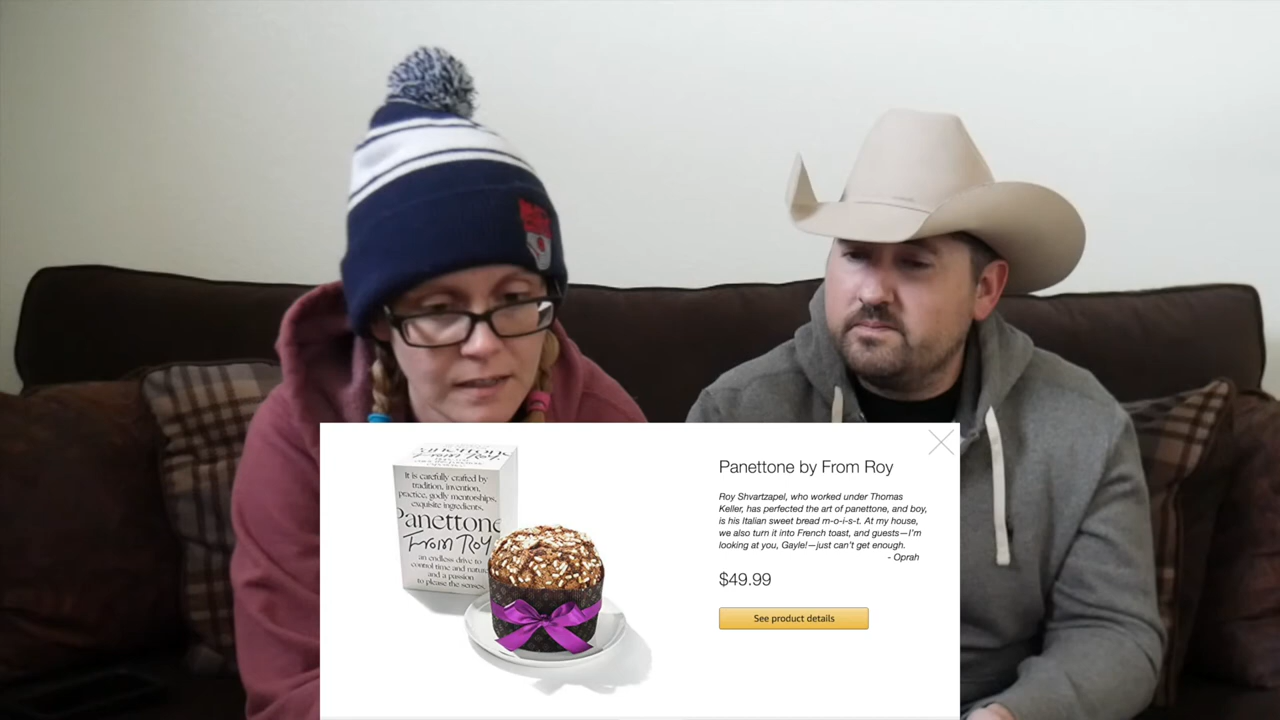 It is carefully crafted by
tradition, invention,
practice, godly mentorships,
exquisite ingredients.
Panettone
From Roy
an endless drive to
control time and nature
and a passion
to please the senses.
Panettone by From Roy
Roy Shvartzapel, who worked under Thomas
Keller, has perfected the art of panettone, and boy,
is his Italian sweet bread m-o-i-s-t. At my house,
we also turn it into French toast, and guests—I'm
looking at you, Gayle!—just can't get enough.
- Oprah
$49.99
See product details